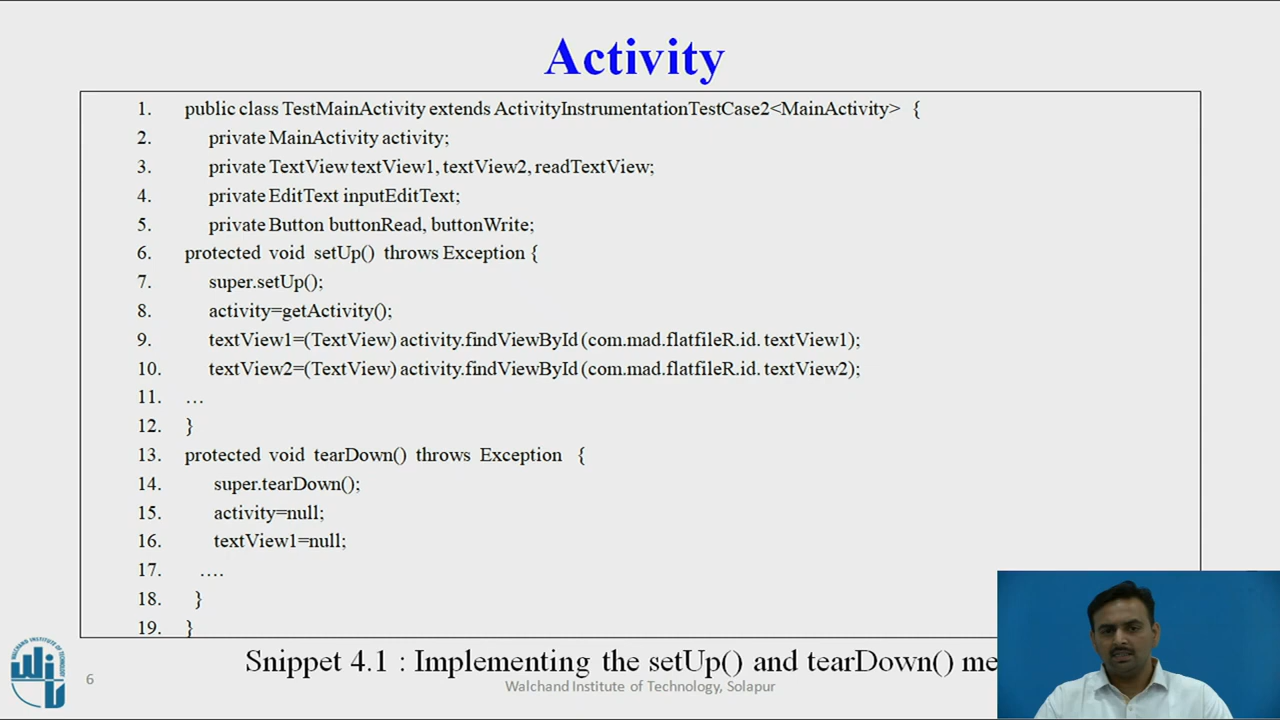 Activity
1. public class TestMainActivity extends ActivityInstrumentationTestCase2<MainActivity> {
2. private MainActivity activity;
3. private TextView textView1, textView2, readTextView;
4. private EditText inputEditText;
5. private Button buttonRead, buttonWrite;
6. protected void setUp() throws Exception {
7. super.setUp();
8. activity=getActivity();
9. textView1=(TextView) activity.findViewById(com.mad.flatfileR.id. textView1);
10. textView2=(TextView) activity.findViewById(com.mad.flatfileR.id. textView2);
11. …
12. }
13. protected void tearDown() throws Exception {
14. super.tearDown();
15. activity=null;
16. textView1=null;
17. ….
18. }
19. }
Snippet 4.1 : Implementing the setUp() and tearDown() me
6
Walchand Institute of Technology, Solapur
WALCHAND INSTITUTE OF TECHNOLOGY